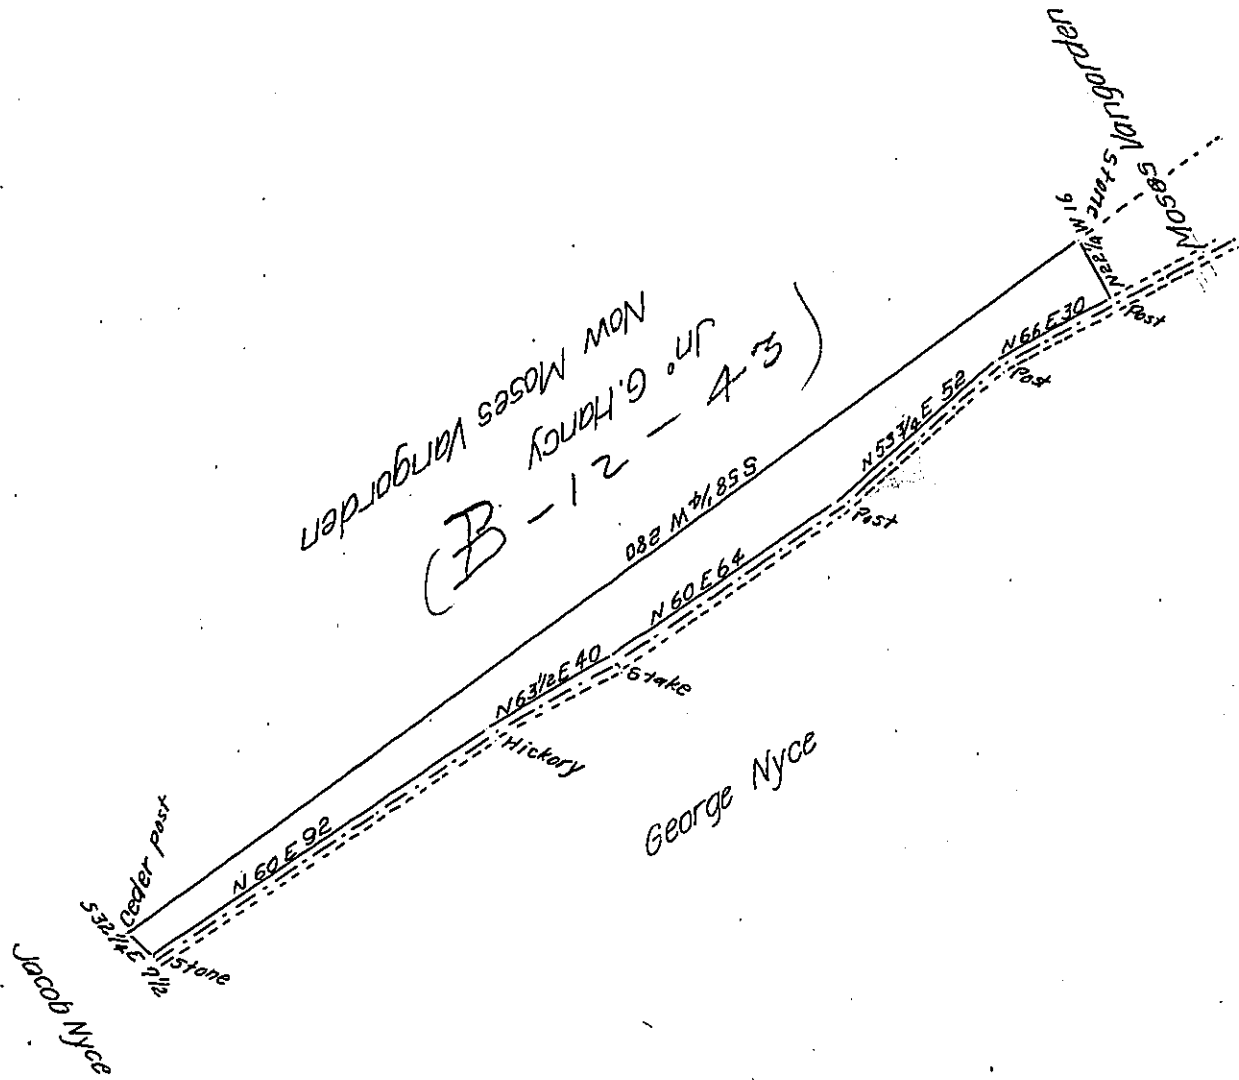 Moses Vangorden
Stone
N22 1/4 W 16
Post
N 66 E 30
Post
N 53 3/4 E 52
Post
Now Moses Vangorden
Jnº G. Hancy
(B-12-4-3)
S 58 1/4 W 280
N 60 E 64
Stake
N 63 1/2 E 40
Hickory
George Nyce
N 60 E 92
Ceder post
S 32 1/4 E 7 1/2
Stone
Jacob Nyce